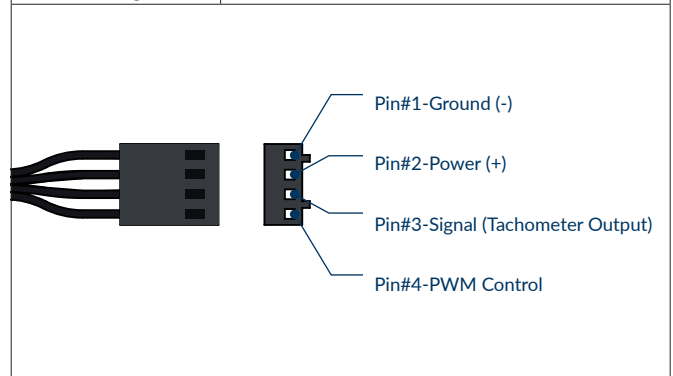 Pin#1-Ground (-)
Pin#2-Power (+)
Pin#3-Signal (Tachometer Output)
Pin#4-PWM Control